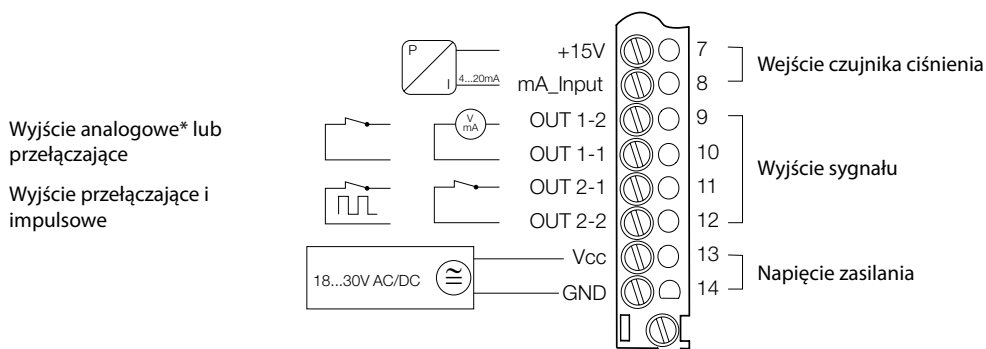 P
I
4...20mA
+15V
7
mA_Input
8
Wejście czujnika ciśnienia
Wyjście analogowe* lub
przełączające
Wyjście przełączające i
impulsowe
V
mA
OUT 1-2
9
OUT 1-1
10
OUT 2-1
11
OUT 2-2
12
Wyjście sygnału
18...30V AC/DC
Vcc
13
GND
14
Napięcie zasilania